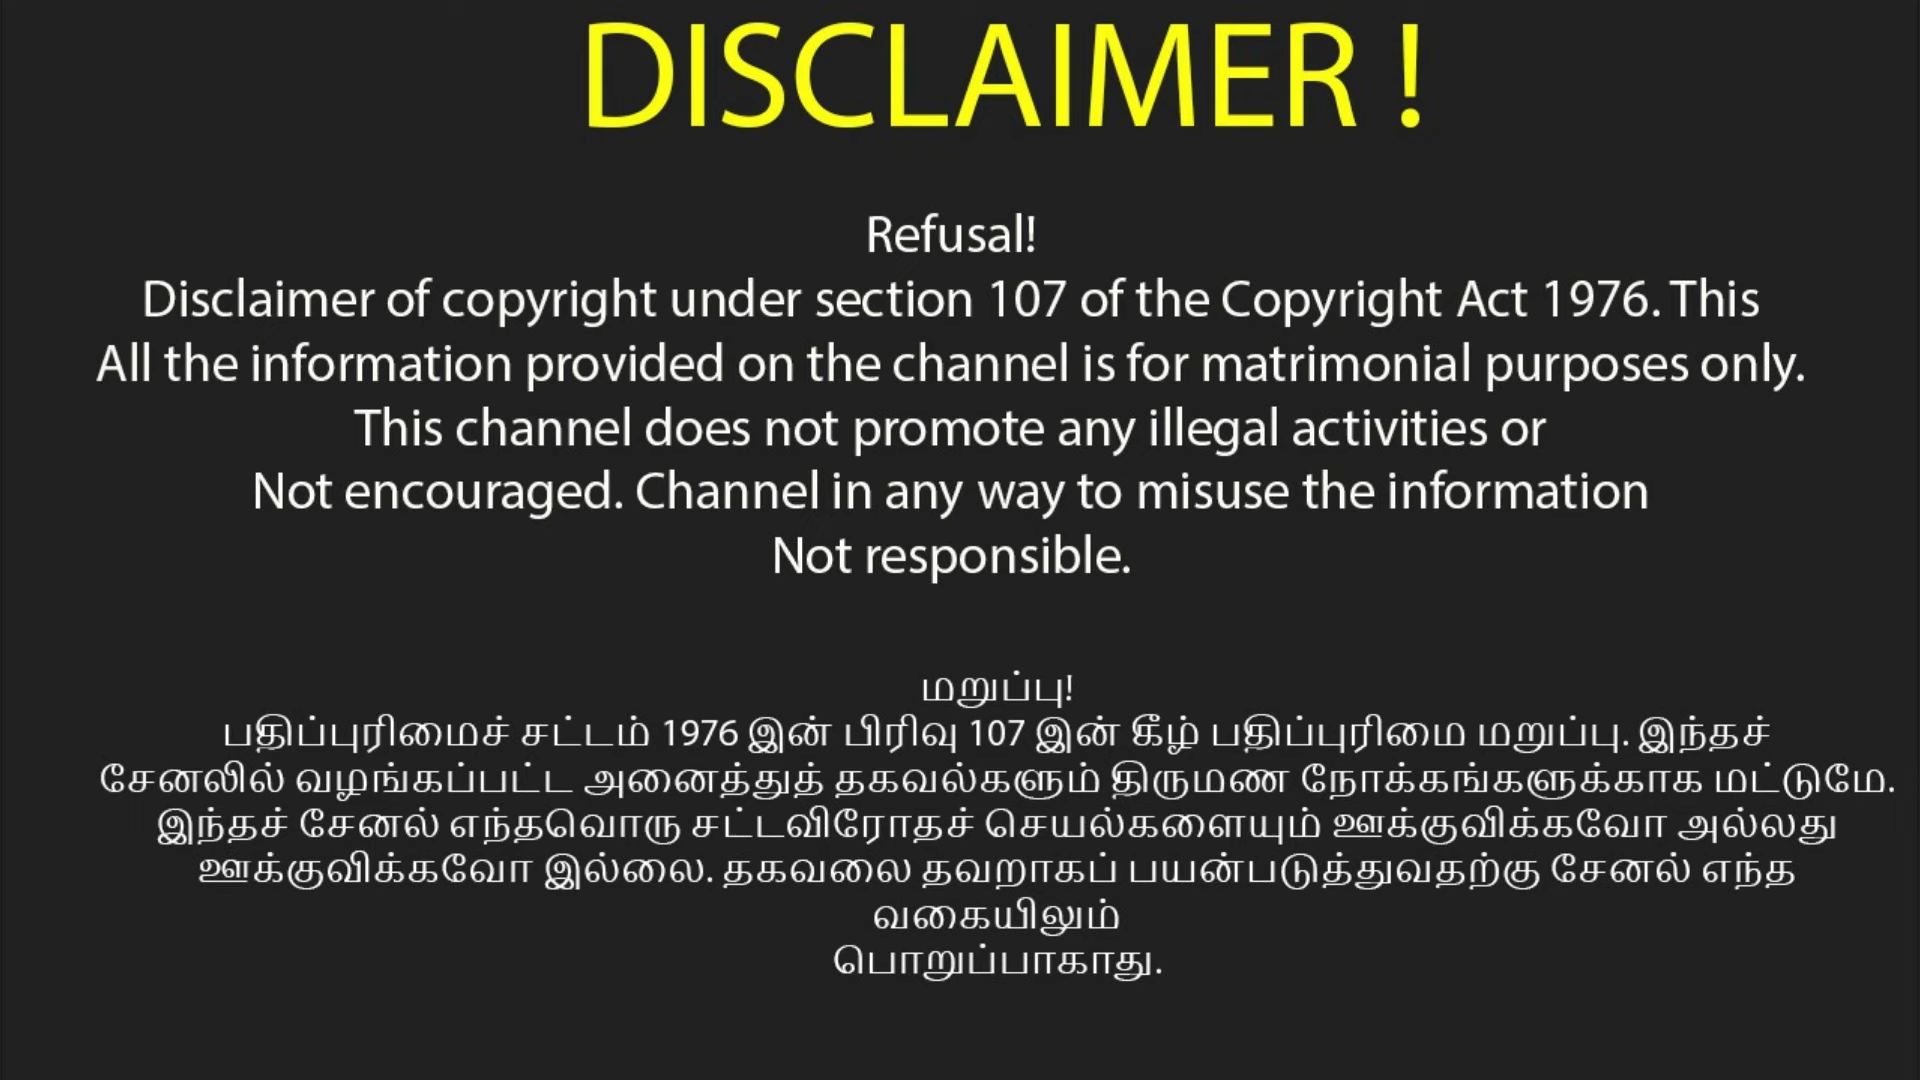 DISCLAIMER !
Refusal!
Disclaimer of copyright under section 107 of the Copyright Act 1976. This
All the information provided on the channel is for matrimonial purposes only.
This channel does not promote any illegal activities or
Not encouraged. Channel in any way to misuse the information
Not responsible.
மறுப்பு!
பதிப்புரிமைச் சட்டம் 1976 இன் பிரிவு 107 இன் கீழ் பதிப்புரிமை மறுப்பு. இந்தச்
சேனலில் வழங்கப்பட்ட அனைத்துத் தகவல்களும் திருமண நோக்கங்களுக்காக மட்டுமே.
இந்தச் சேனல் எந்தவொரு சட்டவிரோதச் செயல்களையும் ஊக்குவிக்கவோ அல்லது
ஊக்குவிக்கவோ இல்லை. தகவலை தவறாகப் பயன்படுத்துவதற்கு சேனல் எந்த
வகையிலும்
பொறுப்பாகாது.